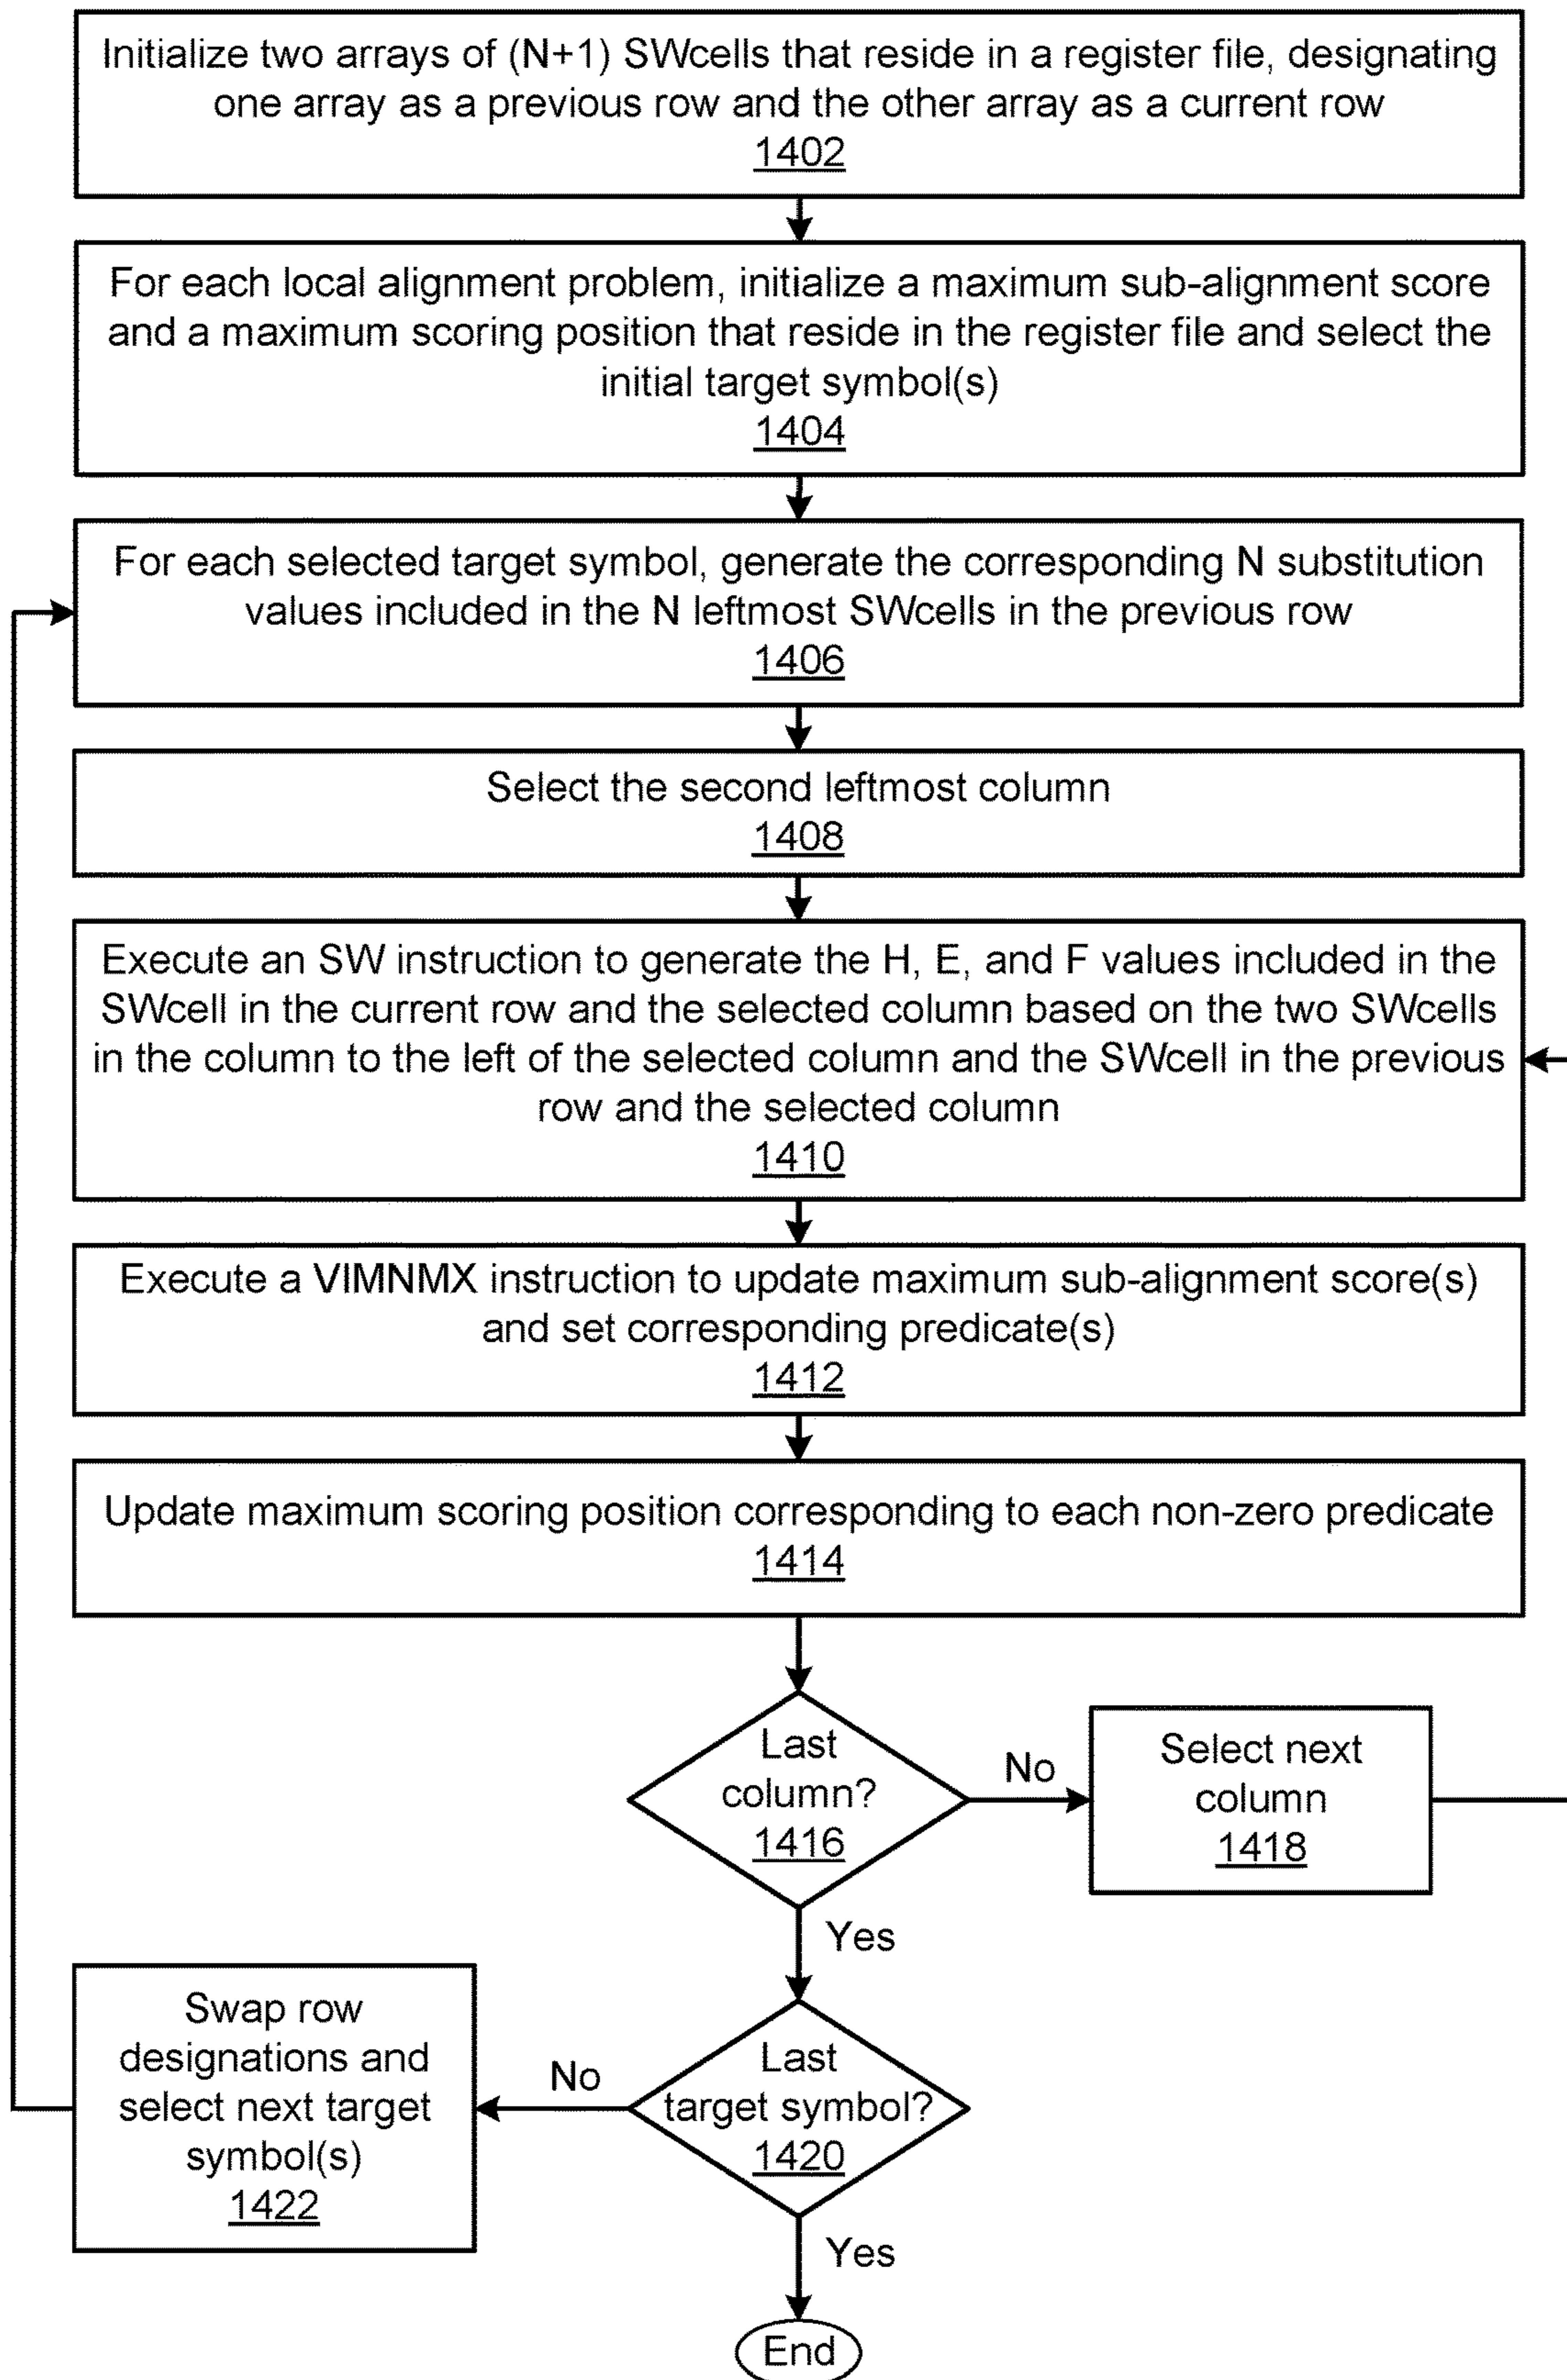 Initialize two arrays of (N+1) SWcells that reside in a register file, designating
one array as a previous row and the other array as a current row
1402
For each local alignment problem, initialize a maximum sub-alignment score
and a maximum scoring position that reside in the register file and select the
initial target symbol(s)
1404
For each selected target symbol, generate the corresponding N substitution
values included in the N leftmost SWcells in the previous row
1406
Select the second leftmost column
1408
Execute an SW instruction to generate the H, E, and F values included in the
SWcell in the current row and the selected column based on the two SWcells
in the column to the left of the selected column and the SWcell in the previous
row and the selected column
1410
Execute a VIMNMX instruction to update maximum sub-alignment score(s)
and set corresponding predicate(s)
1412
Update maximum scoring position corresponding to each non-zero predicate
1414
Last
column?
1416
No
Select next
column
1418
Yes
Last
target symbol?
1420
No
Swap row
designations and
select next target
symbol(s)
1422
Yes
End